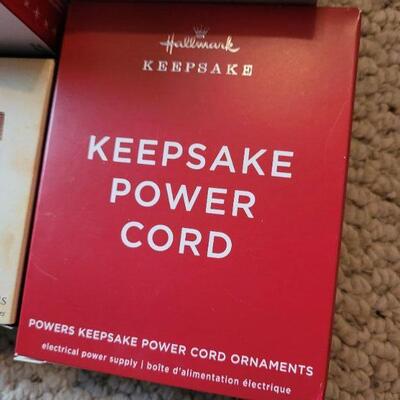 Hallmark
KEEPSAKE
KEEPSAKE
POWER
CORD
POWERS KEEPSAKE POWER CORD ORNAMENTS
electrical power supply | boîte d'alimentation électrique